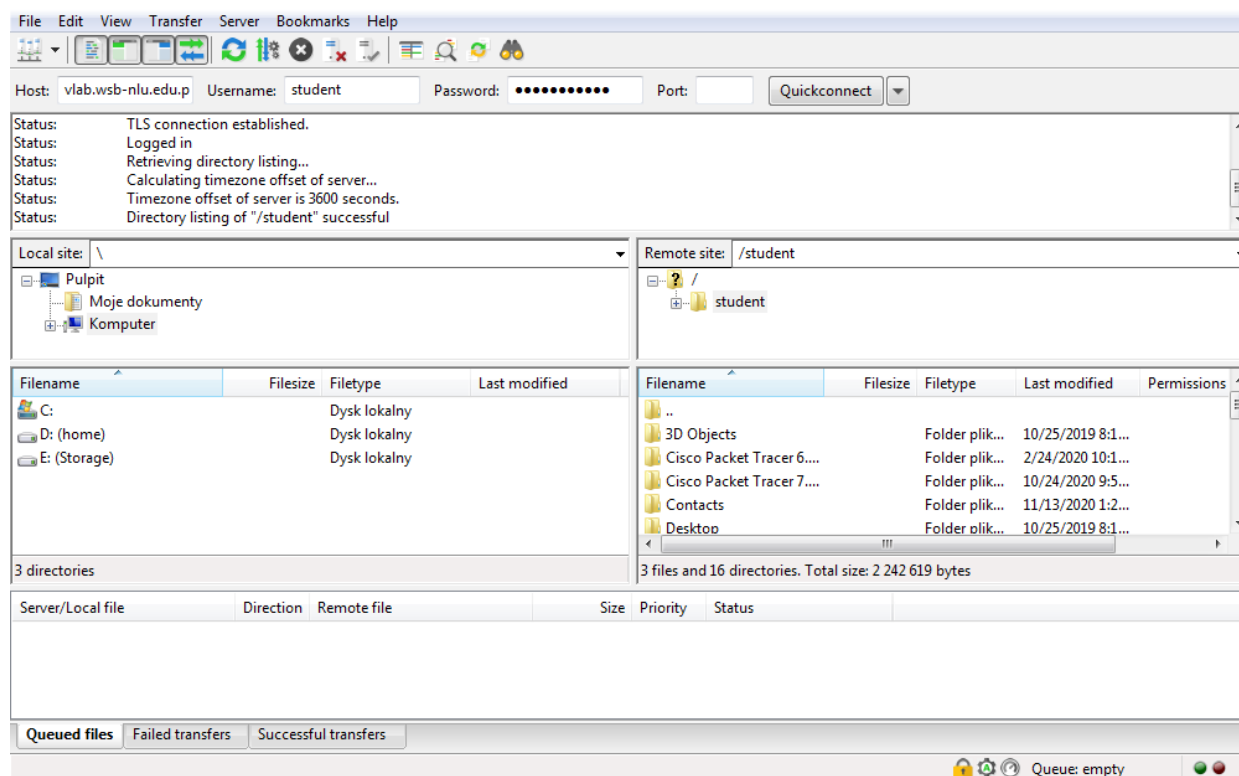 File Edit View Transfer Server Bookmarks Help
Host: vlab.wsb-nlu.edu.p Username: student Password: ●●●●●●●●●●● Port: Quickconnect
Status: TLS connection established.
Status: Logged in
Status: Retrieving directory listing...
Status: Calculating timezone offset of server...
Status: Timezone offset of server is 3600 seconds.
Status: Directory listing of "/student" successful
Local site: \
Pulpit
Moje dokumenty
Komputer
Filename Filesize Filetype Last modified
C: Dysk lokalny
D: (home) Dysk lokalny
E: (Storage) Dysk lokalny
3 directories
Remote site: /student
/
student
Filename Filesize Filetype Last modified Permissions
..
3D Objects Folder plik... 10/25/2019 8:1...
Cisco Packet Tracer 6.... Folder plik... 2/24/2020 10:1...
Cisco Packet Tracer 7.... Folder plik... 10/24/2020 9:5...
Contacts Folder plik... 11/13/2020 1:2...
Desktop Folder plik... 10/25/2019 8:1...
3 files and 16 directories. Total size: 2 242 619 bytes
Server/Local file Direction Remote file Size Priority Status
Queued files Failed transfers Successful transfers
Queue: empty